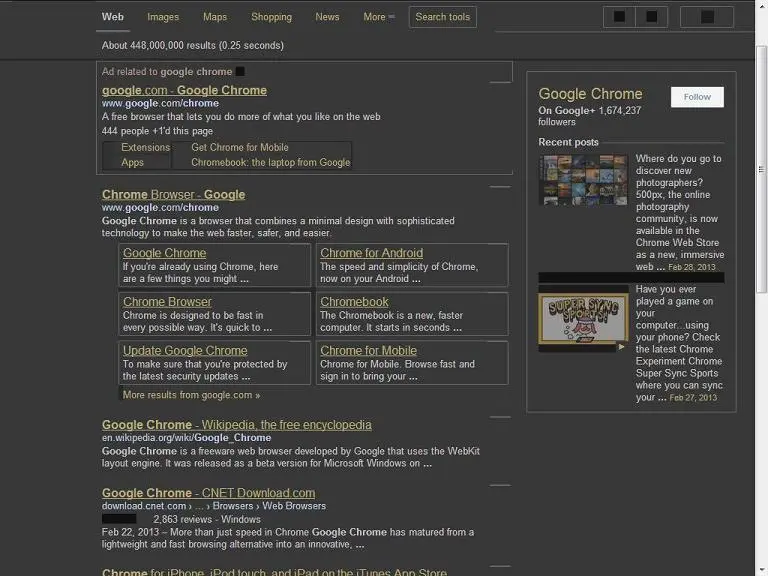 Web Images Maps Shopping News More Search tools
About 448,000,000 results (0.25 seconds)
Ad related to google chrome
google.com - Google Chrome
www.google.com/chrome
A free browser that lets you do more of what you like on the web
444 people +1'd this page
Extensions Get Chrome for Mobile
Apps Chromebook: the laptop from Google
Chrome Browser - Google
www.google.com/chrome
Google Chrome is a browser that combines a minimal design with sophisticated
technology to make the web faster, safer, and easier.
Google Chrome
If you're already using Chrome, here
are a few things you might ...
Chrome for Android
The speed and simplicity of Chrome,
now on your Android ...
Chrome Browser
Chrome is designed to be fast in
every possible way. It's quick to ...
Chromebook
The Chromebook is a new, faster
computer. It starts in seconds ...
Update Google Chrome
To make sure that you're protected by
the latest security updates ...
Chrome for Mobile
Chrome for Mobile. Browse fast and
sign in to bring your ...
More results from google.com »
Google Chrome - Wikipedia, the free encyclopedia
en.wikipedia.org/wiki/Google_Chrome
Google Chrome is a freeware web browser developed by Google that uses the WebKit
layout engine. It was released as a beta version for Microsoft Windows on ...
Google Chrome - CNET Download.com
download.cnet.com › ... › Browsers › Web Browsers
2,863 reviews - Windows
Feb 22, 2013 – More than just speed in Chrome Google Chrome has matured from a
lightweight and fast browsing alternative into an innovative, ...
Chrome for iPhone, iPod touch, and iPad on the iTunes App Store
Google Chrome
Follow
On Google+ 1,674,237
followers
Recent posts
Where do you go to
discover new
photographers?
500px, the online
photography
community, is now
available in the
Chrome Web Store
as a new, immersive
web ... Feb 28, 2013
SUPER SYNC
SPORTS!
Have you ever
played a game on
your
computer...using
your phone? Check
the latest Chrome
Experiment Chrome
Super Sync Sports
where you can sync
your ... Feb 27, 2013